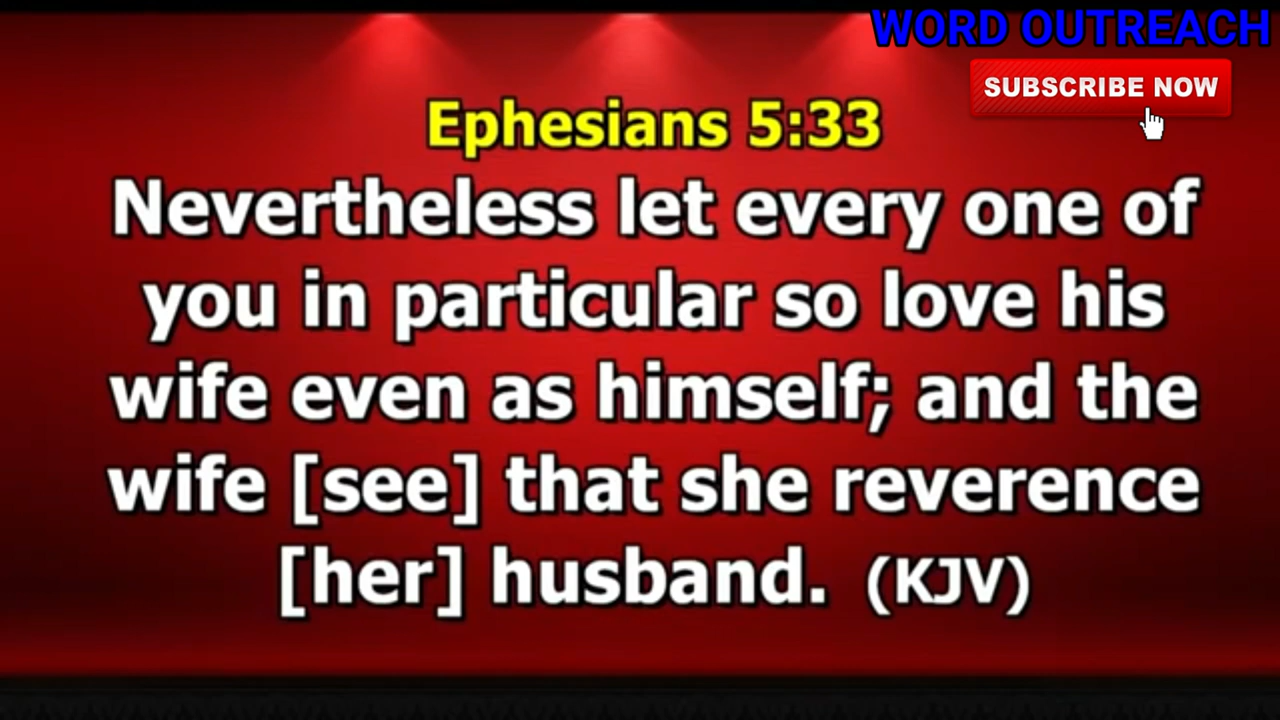 WORD OUTREACH
SUBSCRIBE NOW
Ephesians 5:33
Nevertheless let every one of
you in particular so love his
wife even as himself; and the
wife [see] that she reverence
[her] husband. (KJV)